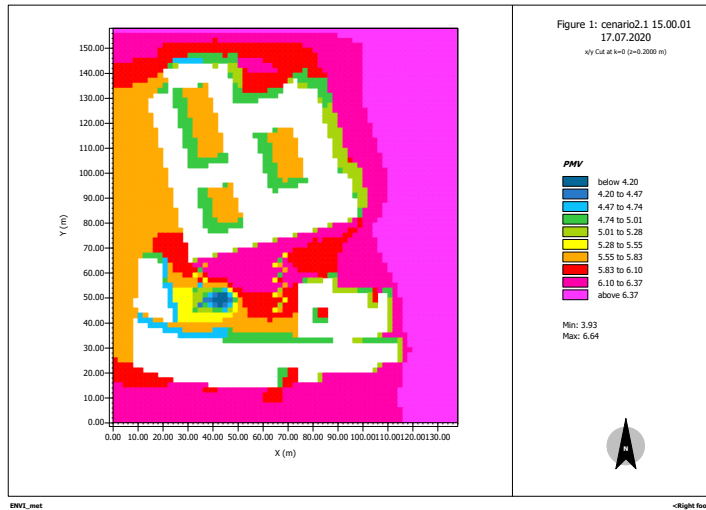 Figure 1: cenario2.1 15.00.01
17.07.2020
x/y Cut at k=0 (z=0.2000 m)
150.00
140.00
130.00
120.00
110.00
100.00
90.00
80.00
70.00
60.00
50.00
40.00
30.00
20.00
10.00
0.00
Y (m)
0.00 10.00 20.00 30.00 40.00 50.00 60.00 70.00 80.00 90.00 100.00110.00120.00130.00
X (m)
PMV
below 4.20
4.20 to 4.47
4.47 to 4.74
4.74 to 5.01
5.01 to 5.28
5.28 to 5.55
5.55 to 5.83
5.83 to 6.10
6.10 to 6.37
above 6.37
Min: 3.93
Max: 6.64
N
ENVI_met
<Right foo